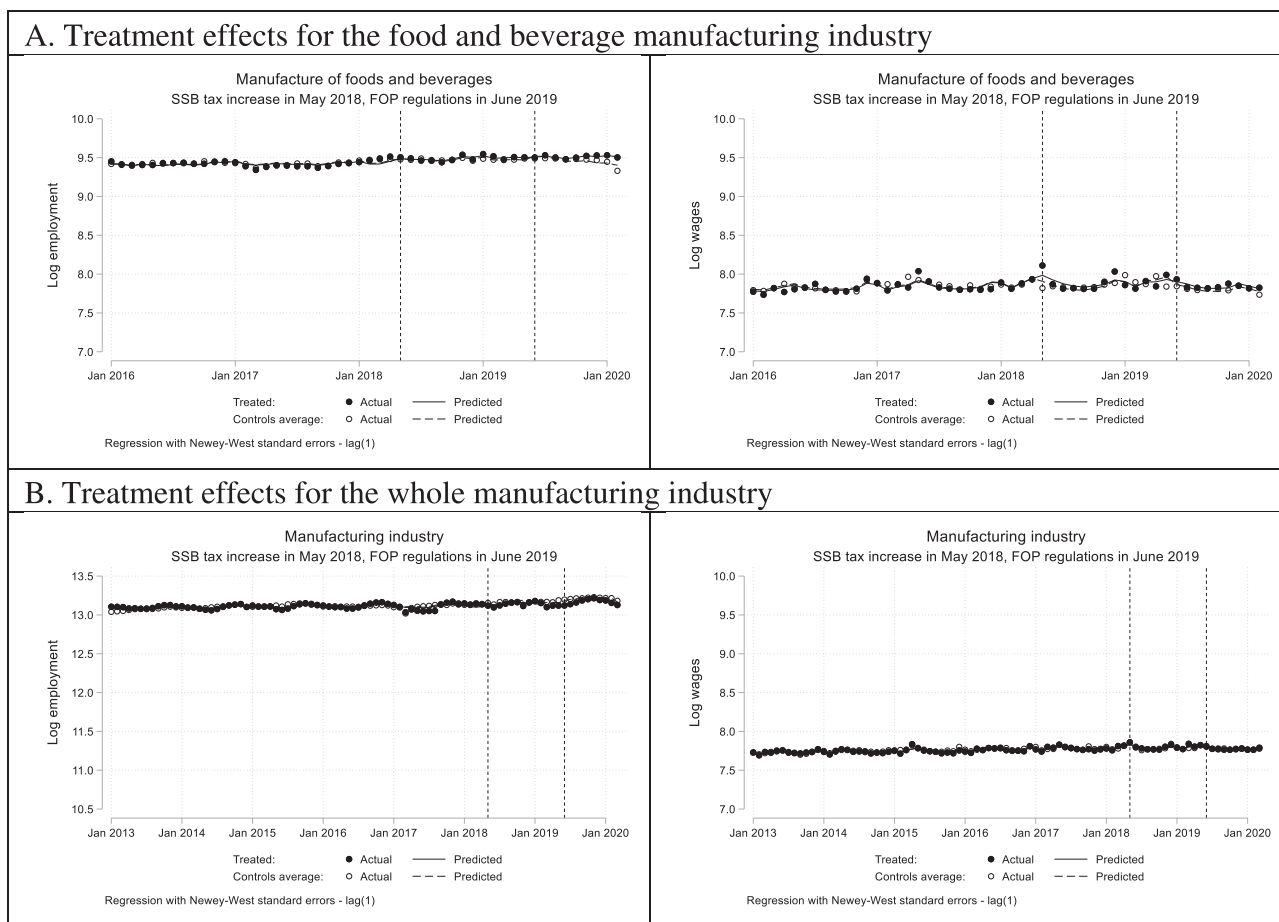 A. Treatment effects for the food and beverage manufacturing industry
Manufacture of foods and beverages
SSB tax increase in May 2018, FOP regulations in June 2019
10.0
9.5
9.0
8.5
8.0
7.5
7.0
Log employment
Jan 2016 Jan 2017 Jan 2018 Jan 2019 Jan 2020
Treated: Actual Predicted
Controls average: Actual Predicted
Regression with Newey-West standard errors - lag(1)
Manufacture of foods and beverages
SSB tax increase in May 2018, FOP regulations in June 2019
10.0
9.5
9.0
8.5
8.0
7.5
7.0
Log wages
Jan 2016 Jan 2017 Jan 2018 Jan 2019 Jan 2020
Treated: Actual Predicted
Controls average: Actual Predicted
Regression with Newey-West standard errors - lag(1)
B. Treatment effects for the whole manufacturing industry
Manufacturing industry
SSB tax increase in May 2018, FOP regulations in June 2019
13.5
13.0
12.5
12.0
11.5
11.0
10.5
Log employment
Jan 2013 Jan 2014 Jan 2015 Jan 2016 Jan 2017 Jan 2018 Jan 2019 Jan 2020
Treated: Actual Predicted
Controls average: Actual Predicted
Regression with Newey-West standard errors - lag(1)
Manufacturing industry
SSB tax increase in May 2018, FOP regulations in June 2019
10.0
9.5
9.0
8.5
8.0
7.5
7.0
Log wages
Jan 2013 Jan 2014 Jan 2015 Jan 2016 Jan 2017 Jan 2018 Jan 2019 Jan 2020
Treated: Actual Predicted
Controls average: Actual Predicted
Regression with Newey-West standard errors - lag(1)